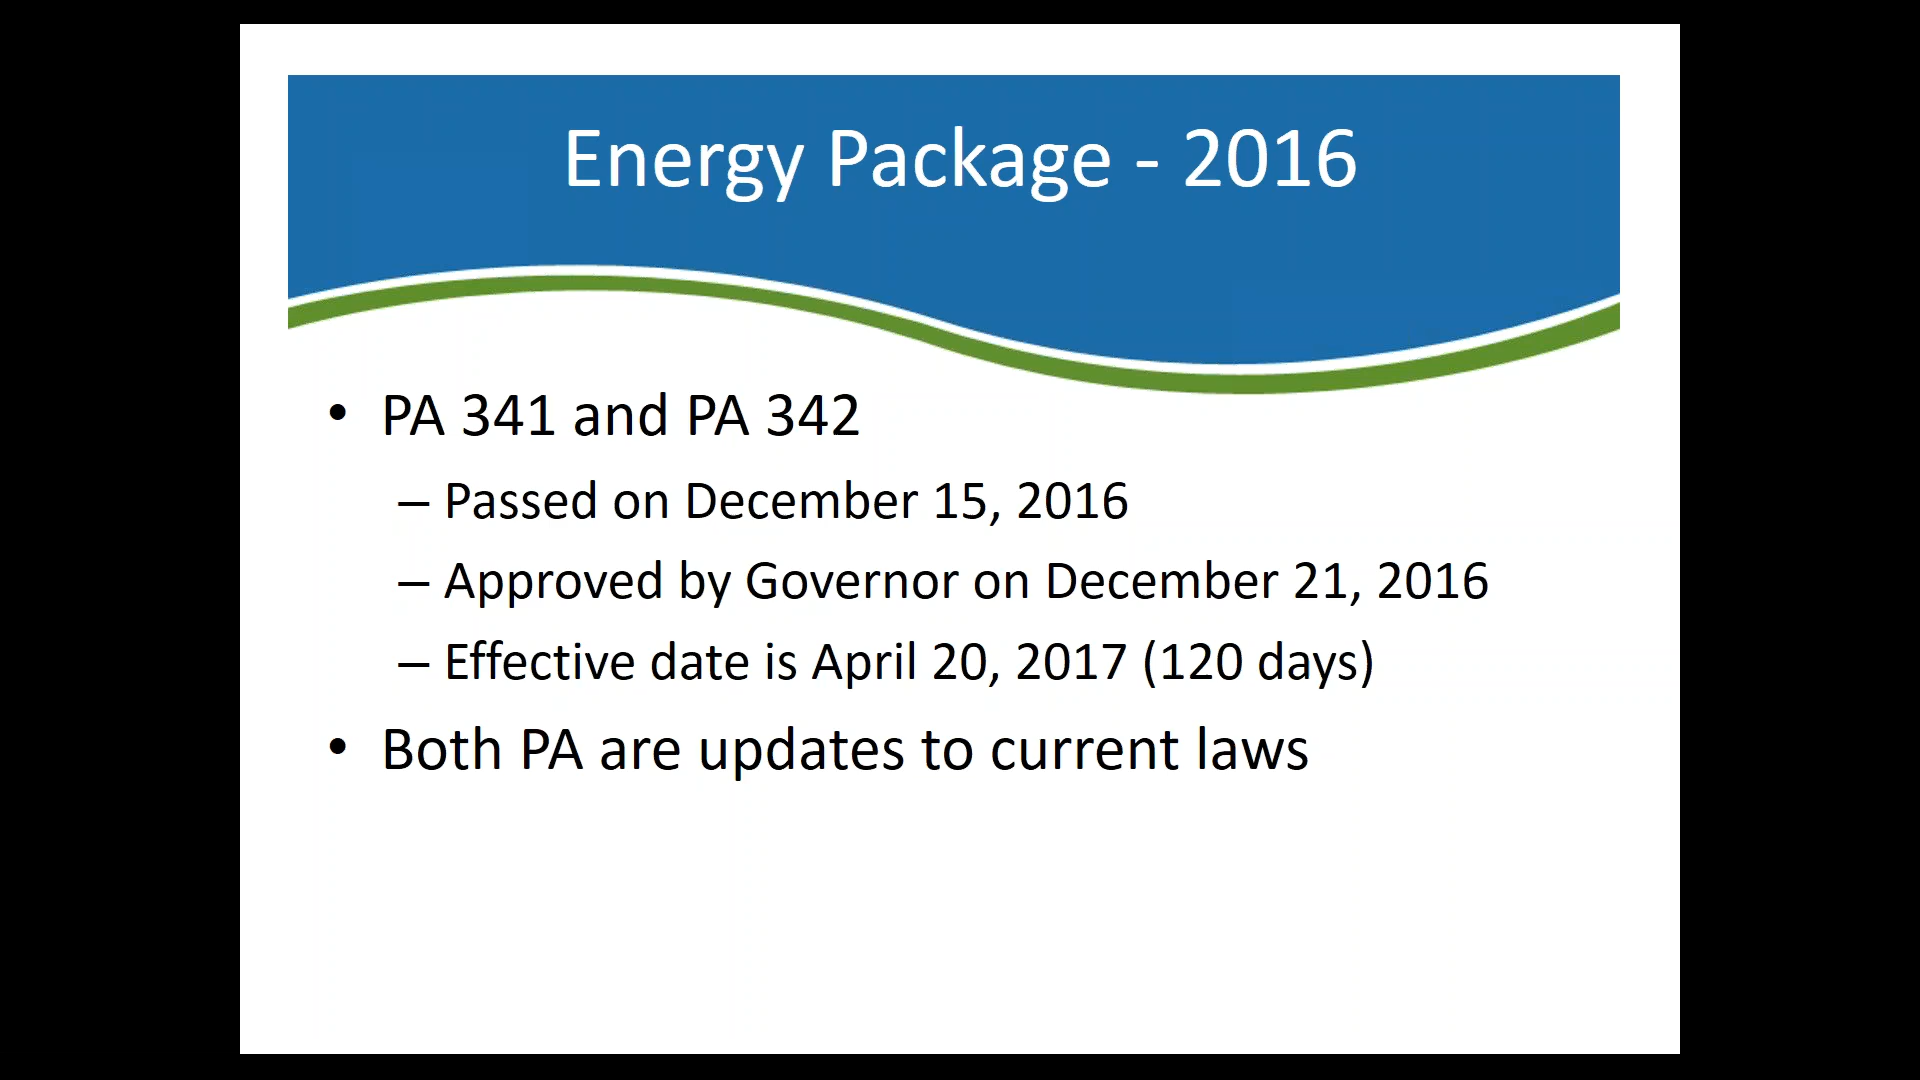 Energy Package - 2016
• PA 341 and PA 342
– Passed on December 15, 2016
– Approved by Governor on December 21, 2016
– Effective date is April 20, 2017 (120 days)
• Both PA are updates to current laws